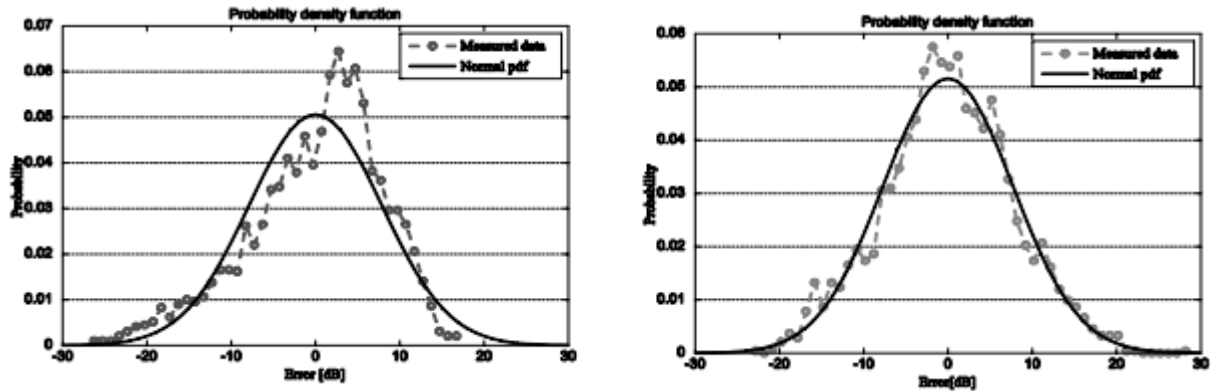 Probability density function
0.07
0.06
0.05
0.04
0.03
0.02
0.01
0
Probability
Measured data
Normal pdf
-30
-20
-10
0
10
20
30
Error [dB]
Probability density function
0.06
0.05
0.04
0.03
0.02
0.01
0
Probability
Measured data
Normal pdf
-30
-20
-10
0
10
20
30
Error[dB]